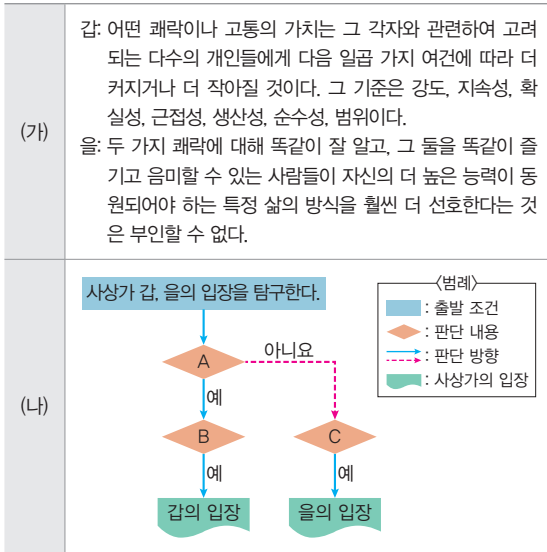 (가)
갑: 어떤 쾌락이나 고통의 가치는 그 각자와 관련하여 고려
되는 다수의 개인들에게 다음 일곱 가지 여건에 따라 더
커지거나 더 작아질 것이다. 그 기준은 강도, 지속성, 확
실성, 근접성, 생산성, 순수성, 범위이다.
을: 두 가지 쾌락에 대해 똑같이 잘 알고, 그 둘을 똑같이 즐
기고 음미할 수 있는 사람들이 자신의 더 높은 능력이 동
원되어야 하는 특정 삶의 방식을 훨씬 더 선호한다는 것
은 부인할 수 없다.
(나)
사상가 갑, 을의 입장을 탐구한다.
〈범례〉
: 출발 조건
: 판단 내용
: 판단 방향
: 사상가의 입장
A
아니요
예
B
C
예
예
갑의 입장
을의 입장